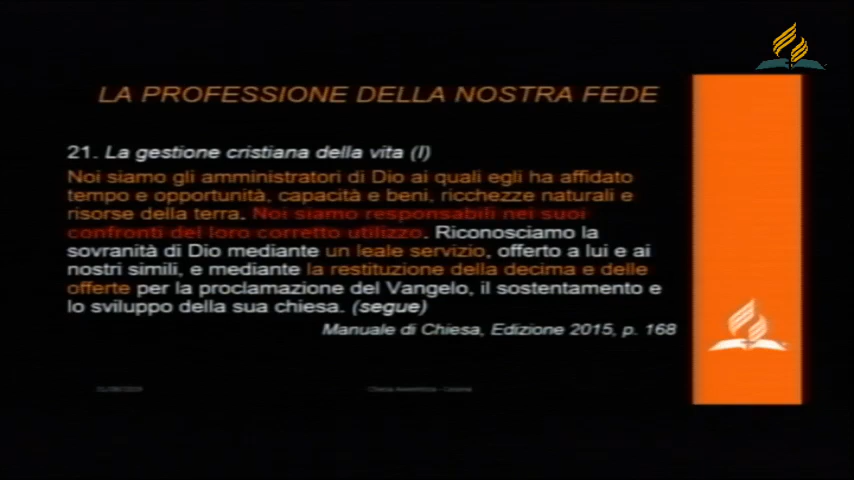 LA PROFESSIONE DELLA NOSTRA FEDE
21. La gestione cristiana della vita (I)
Noi siamo gli amministratori di Dio ai quali egli ha affidato
tempo e opportunità, capacità e beni, ricchezze naturali e
risorse della terra. Noi siamo responsabili nei suoi
confronti del loro corretto utilizzo. Riconosciamo la
sovranità di Dio mediante un leale servizio, offerto a lui e ai
nostri simili, e mediante la restituzione della decima e delle
offerte per la proclamazione del Vangelo, il sostentamento e
lo sviluppo della sua chiesa. (segue)
Manuale di Chiesa, Edizione 2015, p. 168